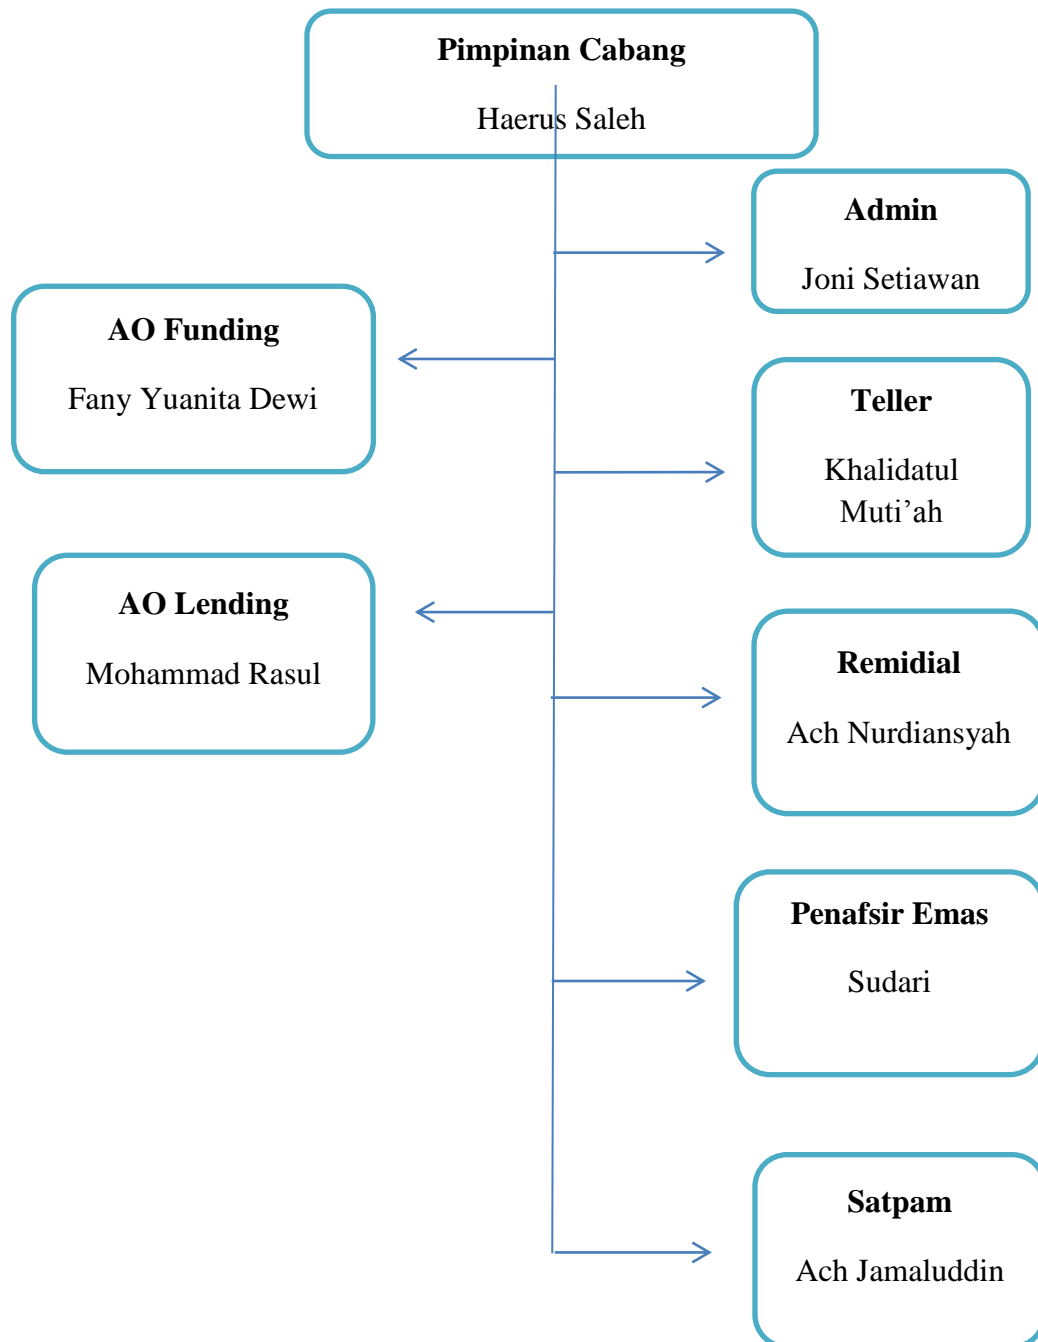 Pimpinan Cabang
Haerus Saleh
Admin
Joni Setiawan
AO Funding
Fany Yuanita Dewi
Teller
Khalidatul
Muti’ah
AO Lending
Mohammad Rasul
Remidial
Ach Nurdiansyah
Penafsir Emas
Sudari
Satpam
Ach Jamaluddin